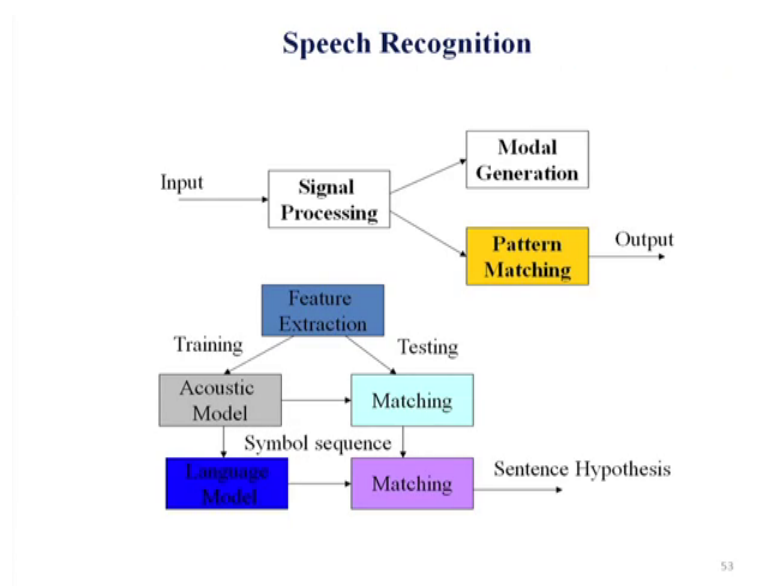 Speech Recognition
Modal
Generation
Input
Signal
Processing
Pattern
Matching
Output
Feature
Extraction
Training
Testing
Acoustic
Model
Matching
Symbol sequence
Language
Model
Matching
Sentence Hypothesis
53